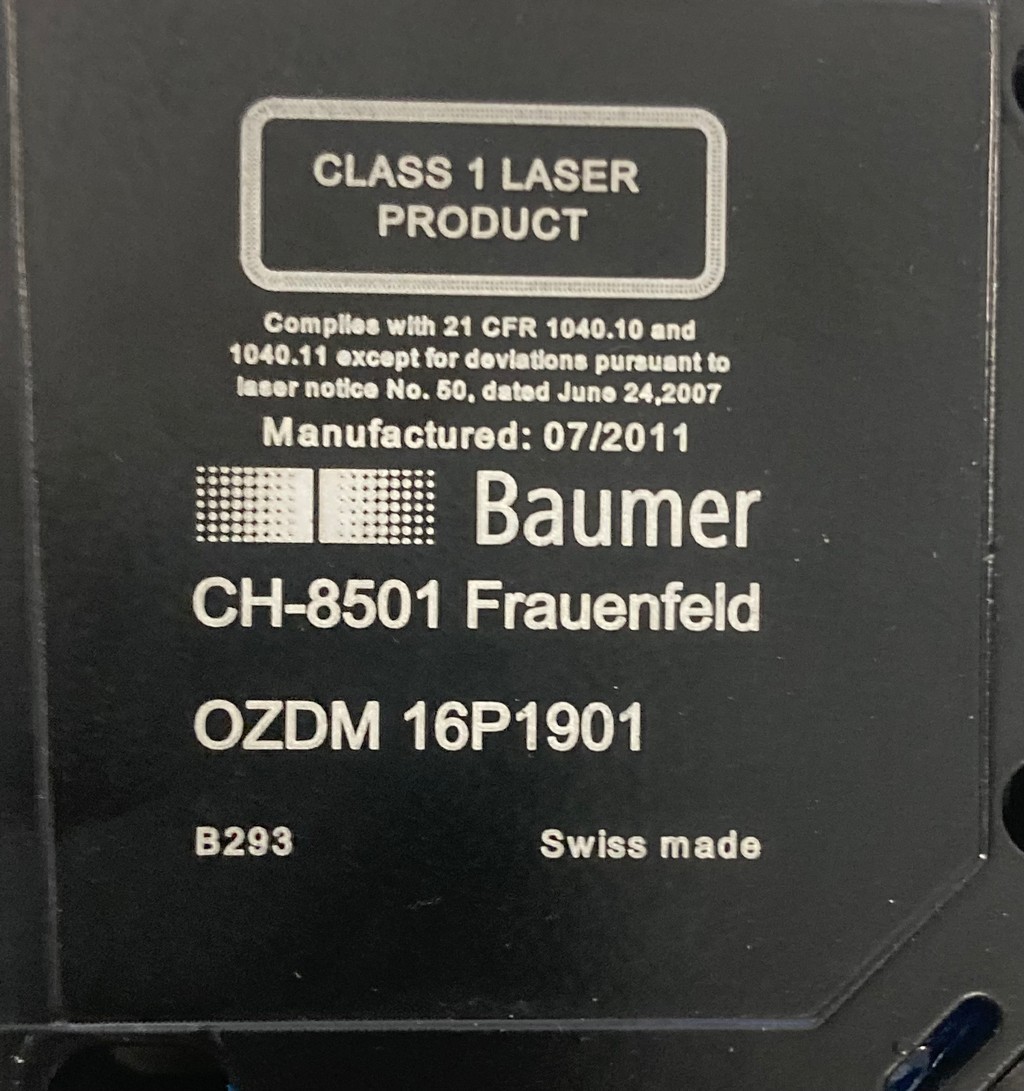 CLASS 1 LASER
PRODUCT
Complies with 21 CFR 1040.10 and
1040.11 except for deviations pursuant to
laser notice No. 50, dated June 24,2007
Manufactured: 07/2011
Baumer
CH-8501 Frauenfeld
OZDM 16P1901
B293 Swiss made